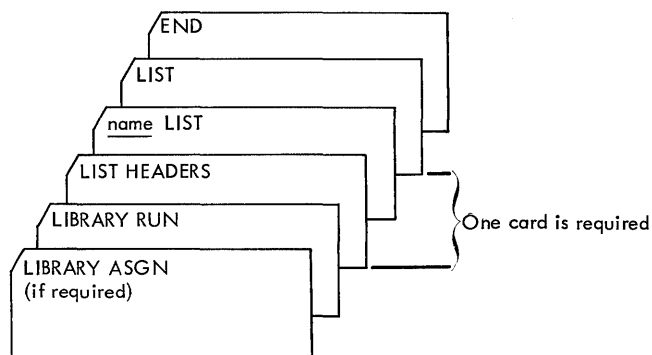 END
LIST
name LIST
LIST HEADERS
LIBRARY RUN
One card is required
LIBRARY ASGN
(if required)